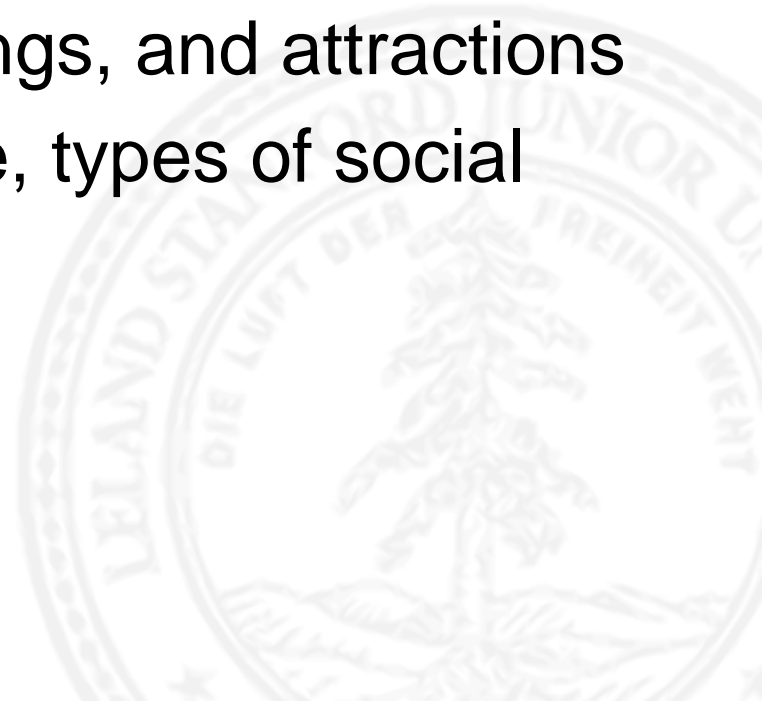 ngs, and attractions
e, types of social
LELAND STANFORD JUNIOR U
DIE LUFT DER FREIHEIT WEHT